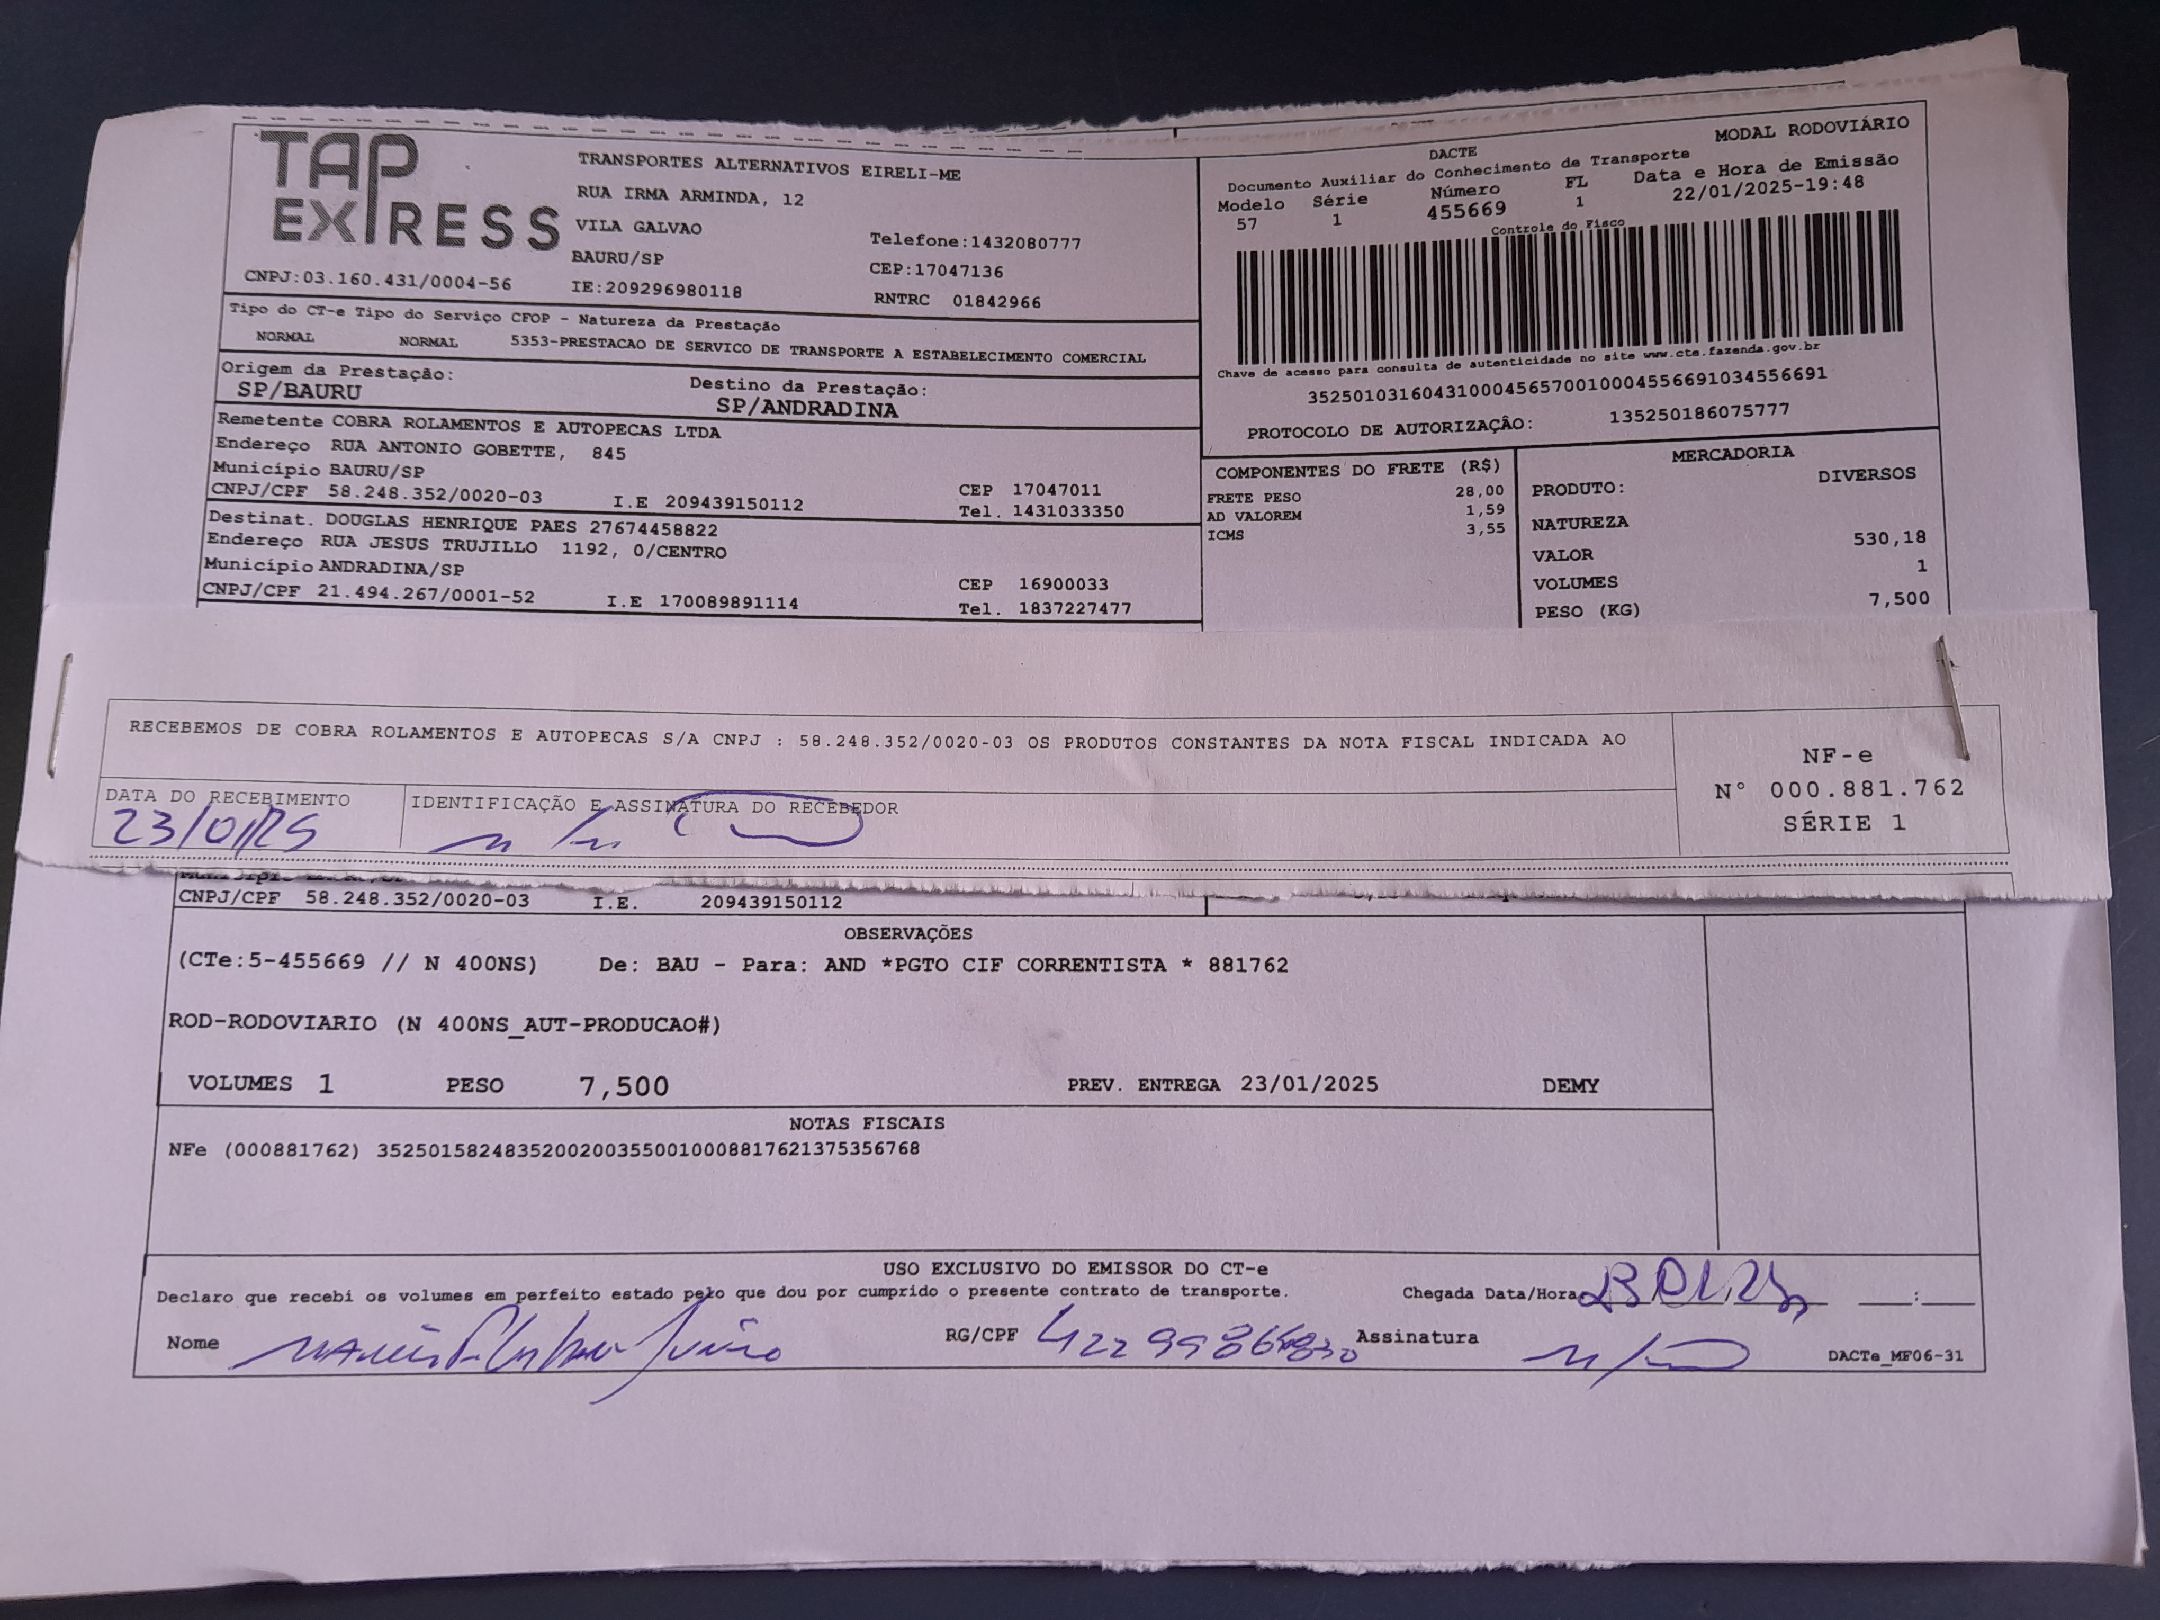 TAP
EXPRESS
TRANSPORTES ALTERNATIVOS EIRELI-ME
RUA IRMA ARMINDA, 12
VILA GALVAO
BAURU/SP
Telefone:1432080777
CEP:17047136
CNPJ:03.160.431/0004-56
IE:209296980118
RNTRC 01842966
DACTE
MODAL RODOVIÁRIO
Documento Auxiliar do Conhecimento de Transporte
Modelo Série Número FL Data e Hora de Emissão
57 1 455669 1 22/01/2025-19:48
Controle do Fisco
Chave de acesso para consulta de autenticidade no site www.cte.fazenda.gov.br
35250103160431000456570010004556691034556691
PROTOCOLO DE AUTORIZAÇÂO: 135250186075777
Tipo do CT-e Tipo do Serviço CFOP - Natureza da Prestação
NORMAL NORMAL 5353-PRESTACAO DE SERVICO DE TRANSPORTE A ESTABELECIMENTO COMERCIAL
Origem da Prestação: Destino da Prestação:
SP/BAURU SP/ANDRADINA
Remetente COBRA ROLAMENTOS E AUTOPECAS LTDA
Endereço RUA ANTONIO GOBETTE, 845
Município BAURU/SP CEP 17047011
CNPJ/CPF 58.248.352/0020-03 I.E 209439150112 Tel. 1431033350
Destinat. DOUGLAS HENRIQUE PAES 27674458822
Endereço RUA JESUS TRUJILLO 1192, 0/CENTRO
Município ANDRADINA/SP CEP 16900033
CNPJ/CPF 21.494.267/0001-52 I.E 170089891114 Tel. 1837227477
COMPONENTES DO FRETE (R$)
FRETE PESO 28,00
AD VALOREM 1,59
ICMS 3,55
MERCADORIA
PRODUTO: DIVERSOS
NATUREZA
VALOR 530,18
VOLUMES 1
PESO (KG) 7,500
RECEBEMOS DE COBRA ROLAMENTOS E AUTOPECAS S/A CNPJ : 58.248.352/0020-03 OS PRODUTOS CONSTANTES DA NOTA FISCAL INDICADA AO
NF-e
N° 000.881.762
SÉRIE 1
DATA DO RECEBIMENTO IDENTIFICAÇÃO E ASSINATURA DO RECEBEDOR
23/01/25
CNPJ/CPF 58.248.352/0020-03 I.E. 209439150112
OBSERVAÇÕES
(CTe:5-455669 // N 400NS) De: BAU - Para: AND *PGTO CIF CORRENTISTA * 881762
ROD-RODOVIARIO (N 400NS_AUT-PRODUCAO#)
VOLUMES 1 PESO 7,500 PREV. ENTREGA 23/01/2025 DEMY
NOTAS FISCAIS
NFe (000881762) 35250158248352002003550010008817621375356768
USO EXCLUSIVO DO EMISSOR DO CT-e
Declaro que recebi os volumes em perfeito estado pelo que dou por cumprido o presente contrato de transporte. Chegada Data/Hora: 23 01 25 ___:___
Nome RG/CPF Assinatura
DACTe_MF06-31